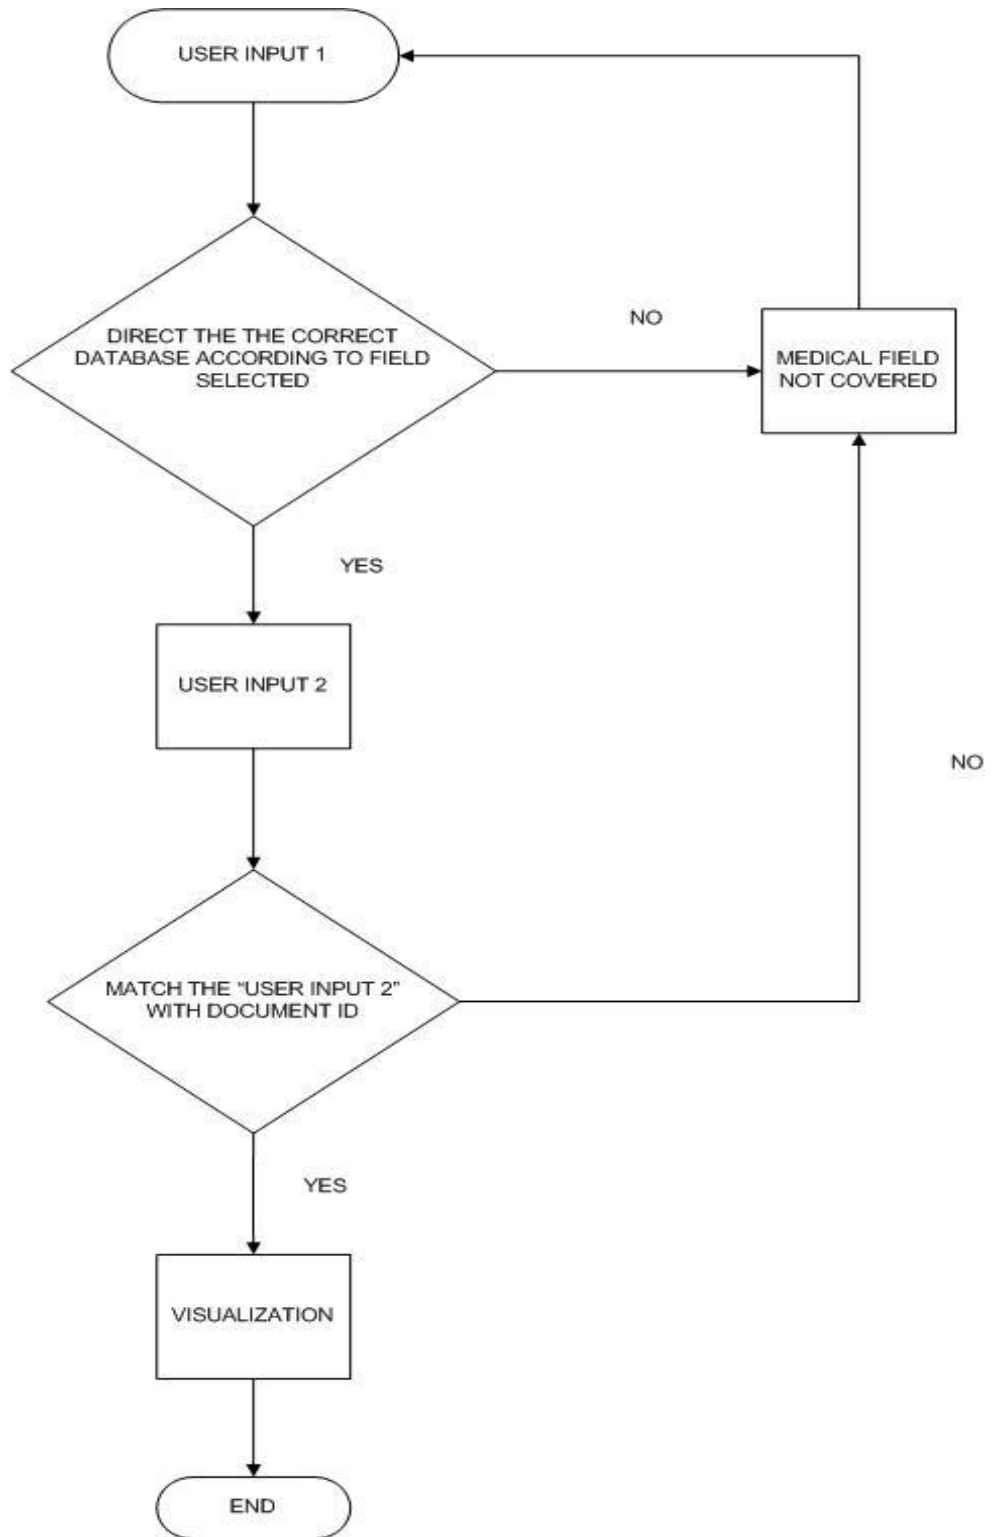 USER INPUT 1
DIRECT THE THE CORRECT
DATABASE ACCORDING TO FIELD
SELECTED
NO
MEDICAL FIELD
NOT COVERED
YES
USER INPUT 2
NO
MATCH THE “USER INPUT 2”
WITH DOCUMENT ID
YES
VISUALIZATION
END